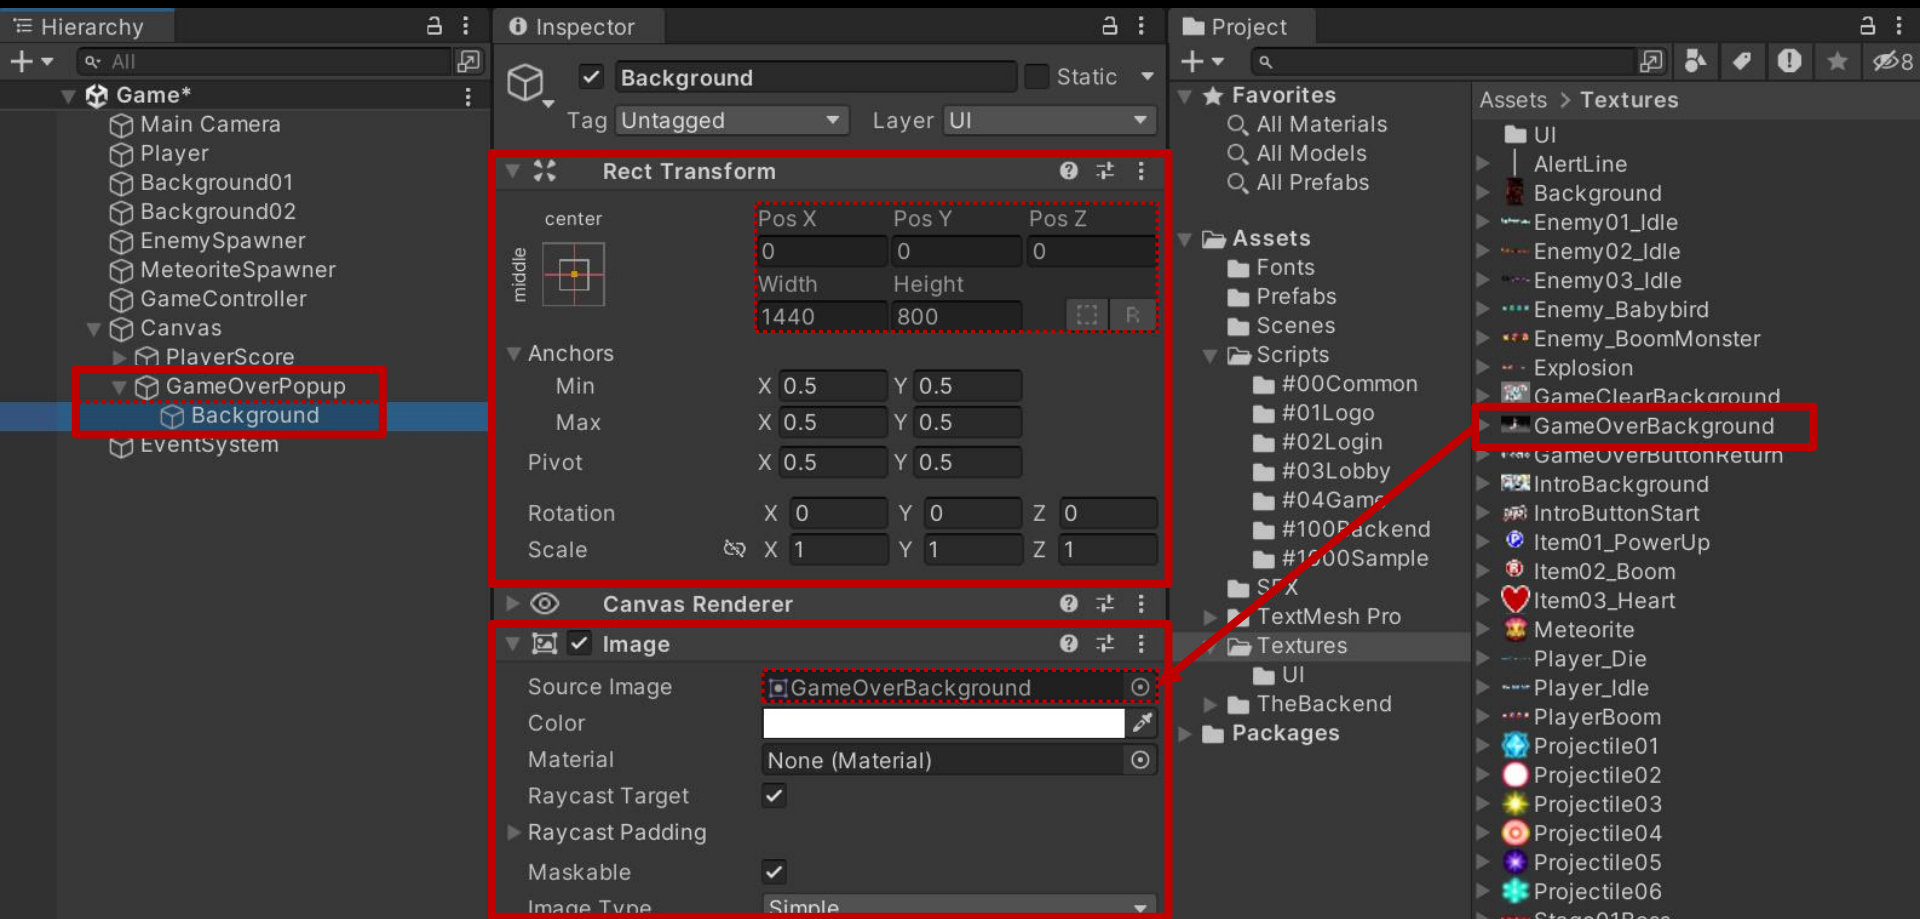 Hierarchy
All
Game*
Main Camera
Player
Background01
Background02
EnemySpawner
MeteoriteSpawner
GameController
Canvas
PlayerScore
GameOverPopup
Background
EventSystem
Inspector
Background
Static
Tag Untagged Layer UI
Rect Transform
center
middle
Pos X Pos Y Pos Z
0 0 0
Width Height
1440 800 R
Anchors
Min X 0.5 Y 0.5
Max X 0.5 Y 0.5
Pivot X 0.5 Y 0.5
Rotation X 0 Y 0 Z 0
Scale X 1 Y 1 Z 1
Canvas Renderer
Image
Source Image GameOverBackground
Color
Material None (Material)
Raycast Target
Raycast Padding
Maskable
Image Type Simple
Project
8
Favorites
All Materials
All Models
All Prefabs
Assets
Fonts
Prefabs
Scenes
Scripts
#00Common
#01Logo
#02Login
#03Lobby
#04Game
#100Backend
#1000Sample
SFX
TextMesh Pro
Textures
UI
TheBackend
Packages
Assets > Textures
UI
AlertLine
Background
Enemy01_Idle
Enemy02_Idle
Enemy03_Idle
Enemy_Babybird
Enemy_BoomMonster
Explosion
GameClearBackground
GameOverBackground
GameOverButtonReturn
IntroBackground
IntroButtonStart
Item01_PowerUp
Item02_Boom
Item03_Heart
Meteorite
Player_Die
Player_Idle
PlayerBoom
Projectile01
Projectile02
Projectile03
Projectile04
Projectile05
Projectile06
Stage01Boss